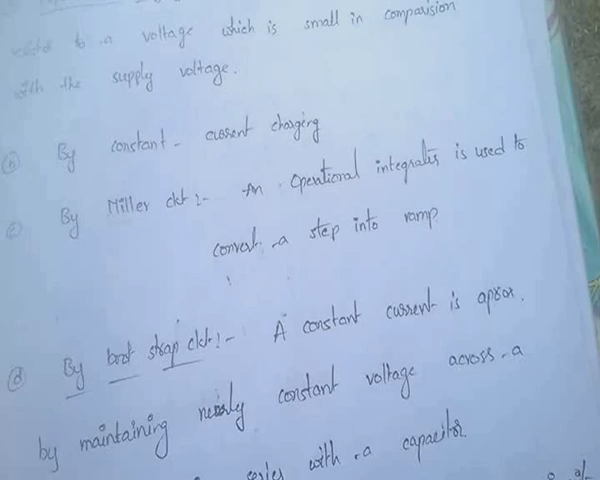 to a voltage which is small in comparision
with the supply voltage.
(b) By constant - current charging
(c) By Miller ckt :- An operational integrator is used to
convert a step into ramp
(d) By boot strap ckt :- A constant current is aprox.
by maintaining nearly constant voltage across a
series with a capacitor